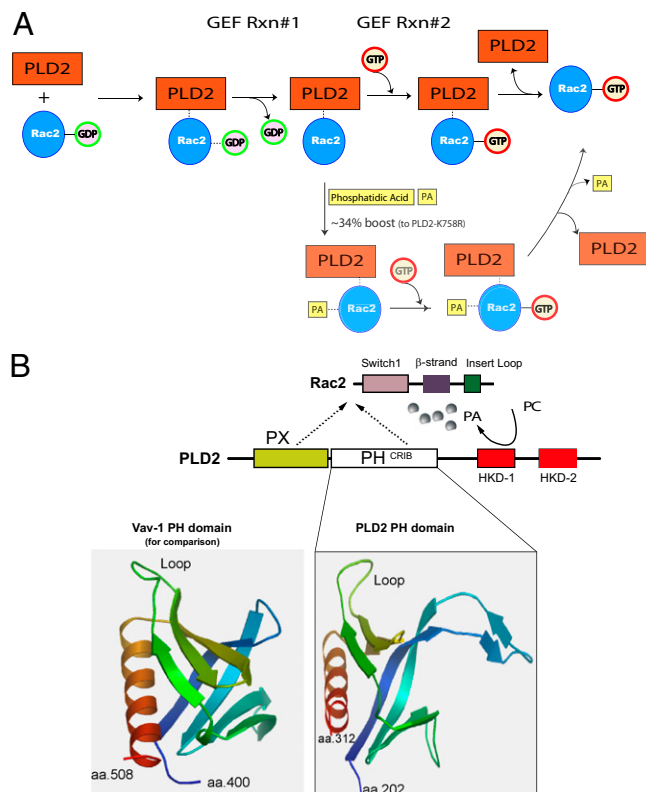 A
GEF Rxn#1 GEF Rxn#2
PLD2
+
Rac2 GDP
PLD2
Rac2 GDP
GDP
PLD2
Rac2
GTP
PLD2
Rac2 GTP
PLD2
Rac2 GTP
Phosphatidic Acid PA
~34% boost (to PLD2-K758R)
PLD2
PA Rac2
GTP
PLD2
PA Rac2 GTP
PA
PLD2
B
Switch1 β-strand Insert Loop
Rac2
PA PC
PX
PLD2 PH CRIB
HKD-1 HKD-2
Vav-1 PH domain
(for comparison)
Loop
aa.508
aa.400
PLD2 PH domain
Loop
aa.312
aa.202